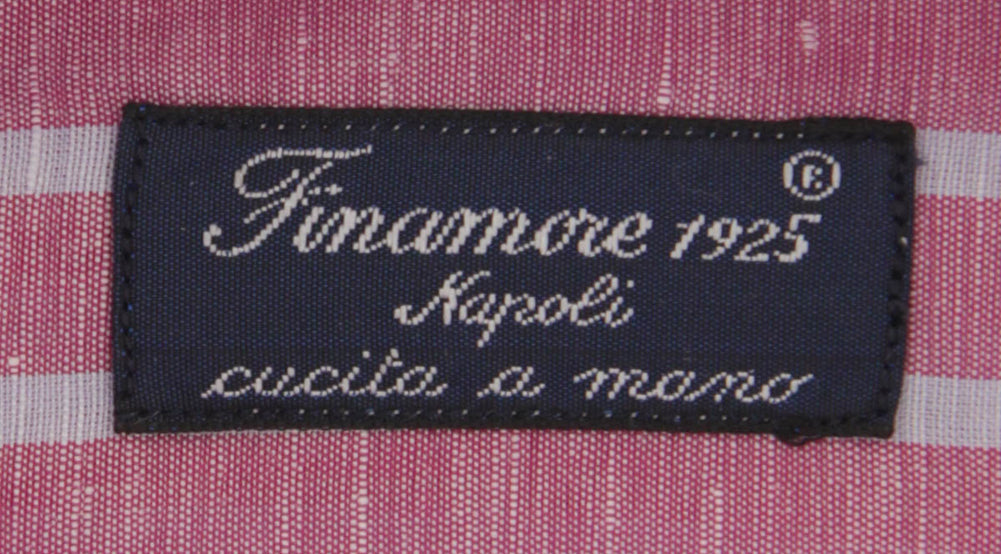 Finamore 1925®
Napoli
cucita a mano